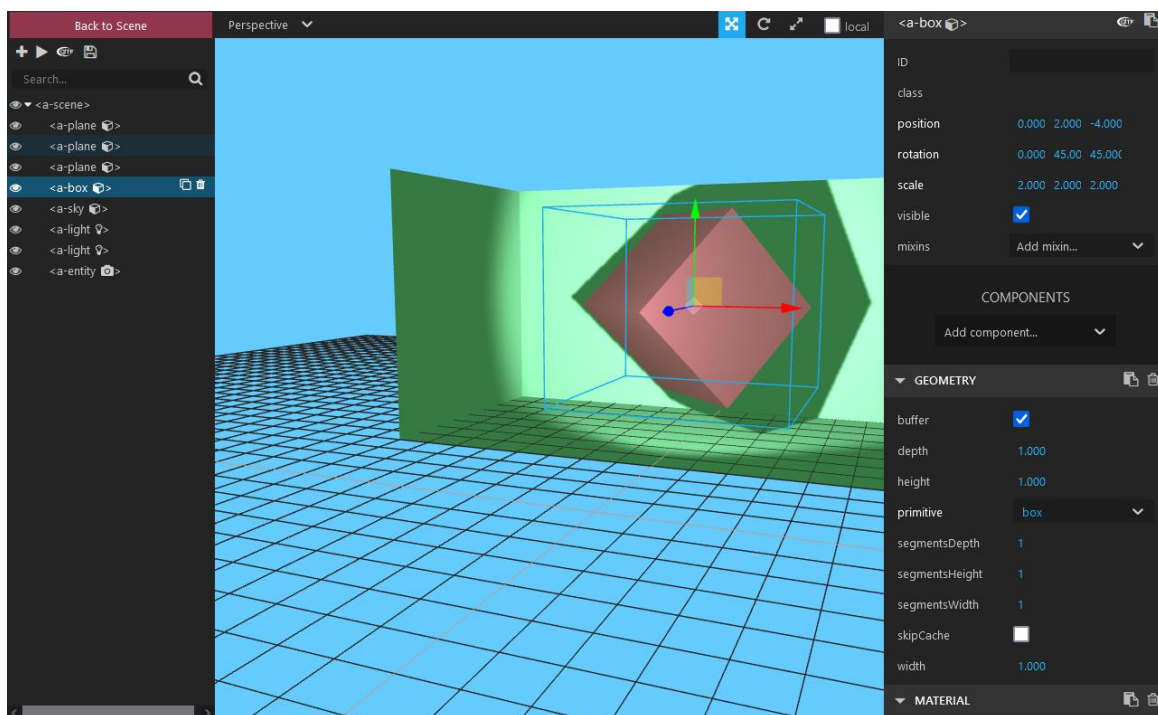 Back to Scene
Perspective
local
<a-box>
GLTF
GLTF
Search...
<a-scene>
<a-plane>
<a-plane>
<a-plane>
<a-box>
<a-sky>
<a-light>
<a-light>
<a-entity>
ID
class
position 0.000 2.000 -4.000
rotation 0.000 45.00 45.000
scale 2.000 2.000 2.000
visible
mixins Add mixin...
COMPONENTS
Add component...
GEOMETRY
buffer
depth 1.000
height 1.000
primitive box
segmentsDepth 1
segmentsHeight 1
segmentsWidth 1
skipCache
width 1.000
MATERIAL